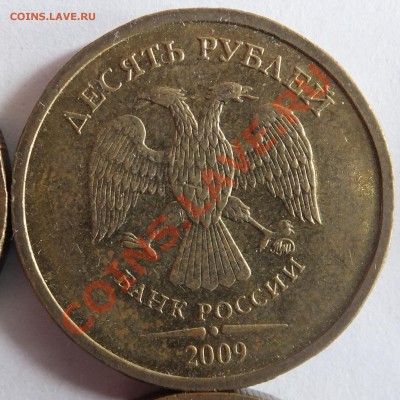 COINS.LAVE.RU
ДЕСЯТЬ РУБЛЕЙ
COINS.LAVE.RU
БАНК РОССИИ
2009